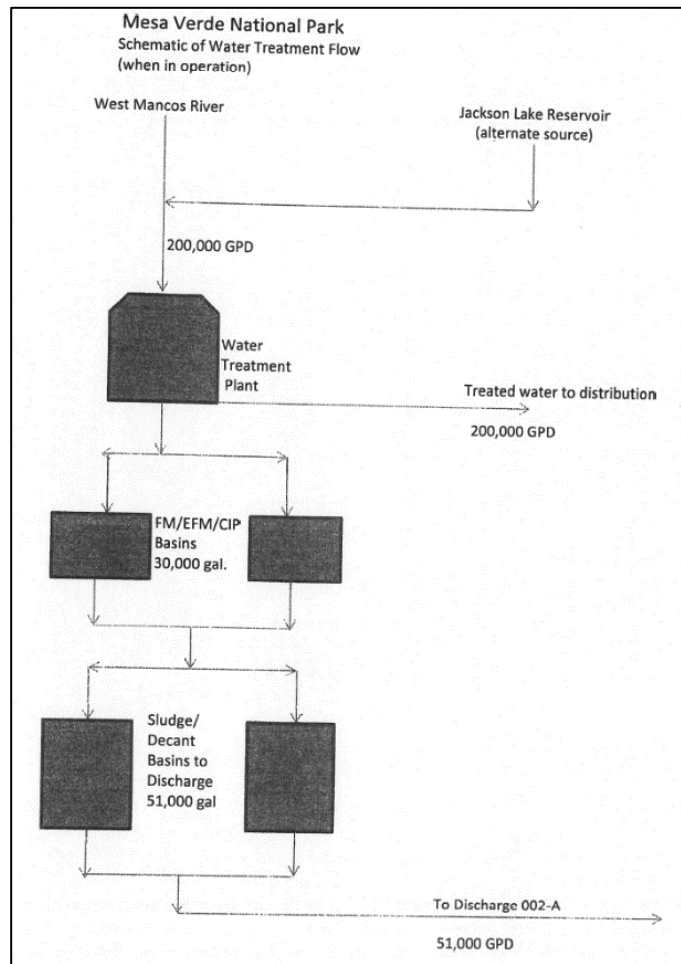 Mesa Verde National Park
Schematic of Water Treatment Flow
(when in operation)
West Mancos River
Jackson Lake Reservoir
(alternate source)
200,000 GPD
Water
Treatment
Plant
Treated water to distribution
200,000 GPD
FM/EFM/CIP
Basins
30,000 gal.
Sludge/
Decant
Basins to
Discharge
51,000 gal
To Discharge 002-A
51,000 GPD